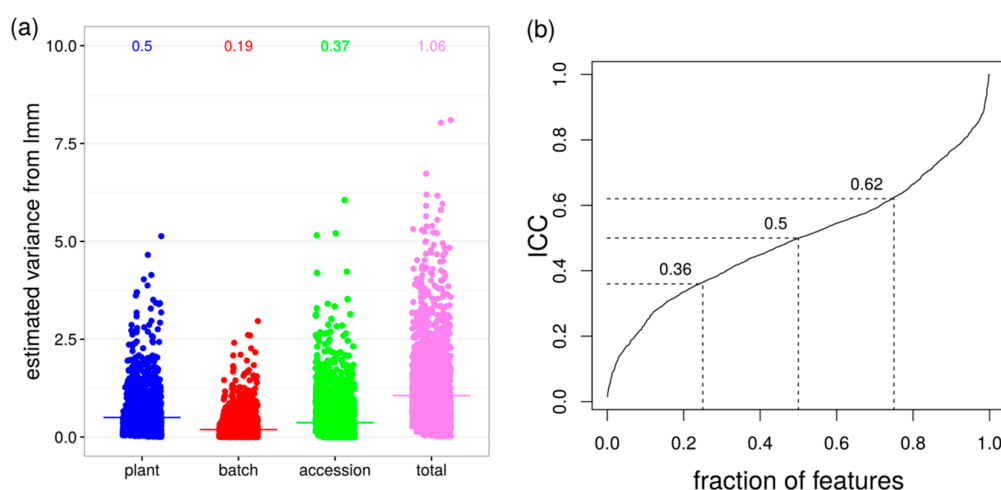 (a)
estimated variance from lmm
10.0
7.5
5.0
2.5
0.0
0.5 0.19 0.37 1.06
plant batch accession total
(b)
ICC
1.0
0.8
0.6
0.4
0.2
0.0
0.62
0.5
0.36
0.0 0.2 0.4 0.6 0.8 1.0
fraction of features